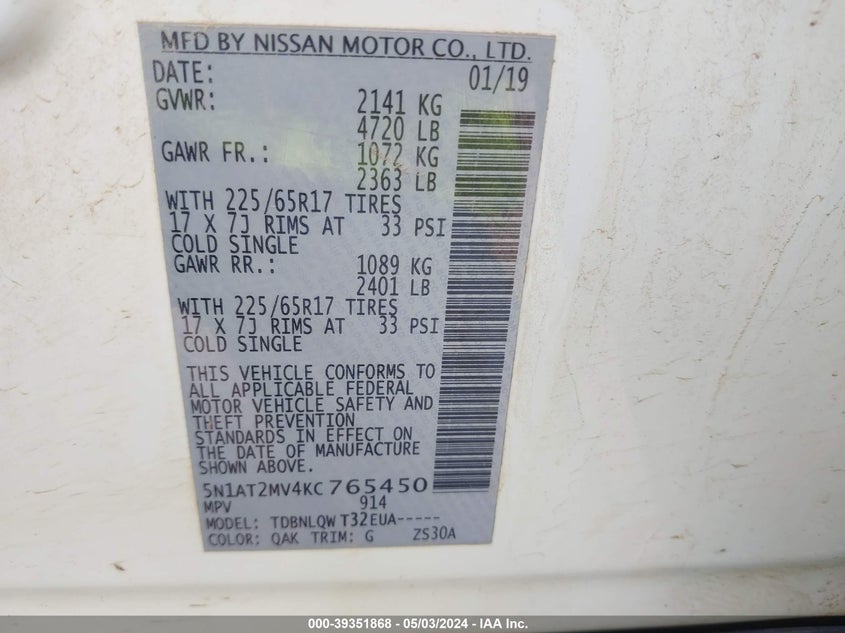 MFD BY NISSAN MOTOR CO., LTD.
DATE: 01/19
GVWR: 2141 KG
4720 LB
GAWR FR.: 1072 KG
2363 LB
WITH 225/65R17 TIRES
17 X 7J RIMS AT 33 PSI
COLD SINGLE
GAWR RR.: 1089 KG
2401 LB
WITH 225/65R17 TIRES
17 X 7J RIMS AT 33 PSI
COLD SINGLE
THIS VEHICLE CONFORMS TO
ALL APPLICABLE FEDERAL
MOTOR VEHICLE SAFETY AND
THEFT PREVENTION
STANDARDS IN EFFECT ON
THE DATE OF MANUFACTURE
SHOWN ABOVE.
5N1AT2MV4KC765450
MPV 914
MODEL: TDBNLQW T32EUA-----
COLOR: QAK TRIM: G ZS30A
000-39351868 - 05/03/2024 - IAA Inc.